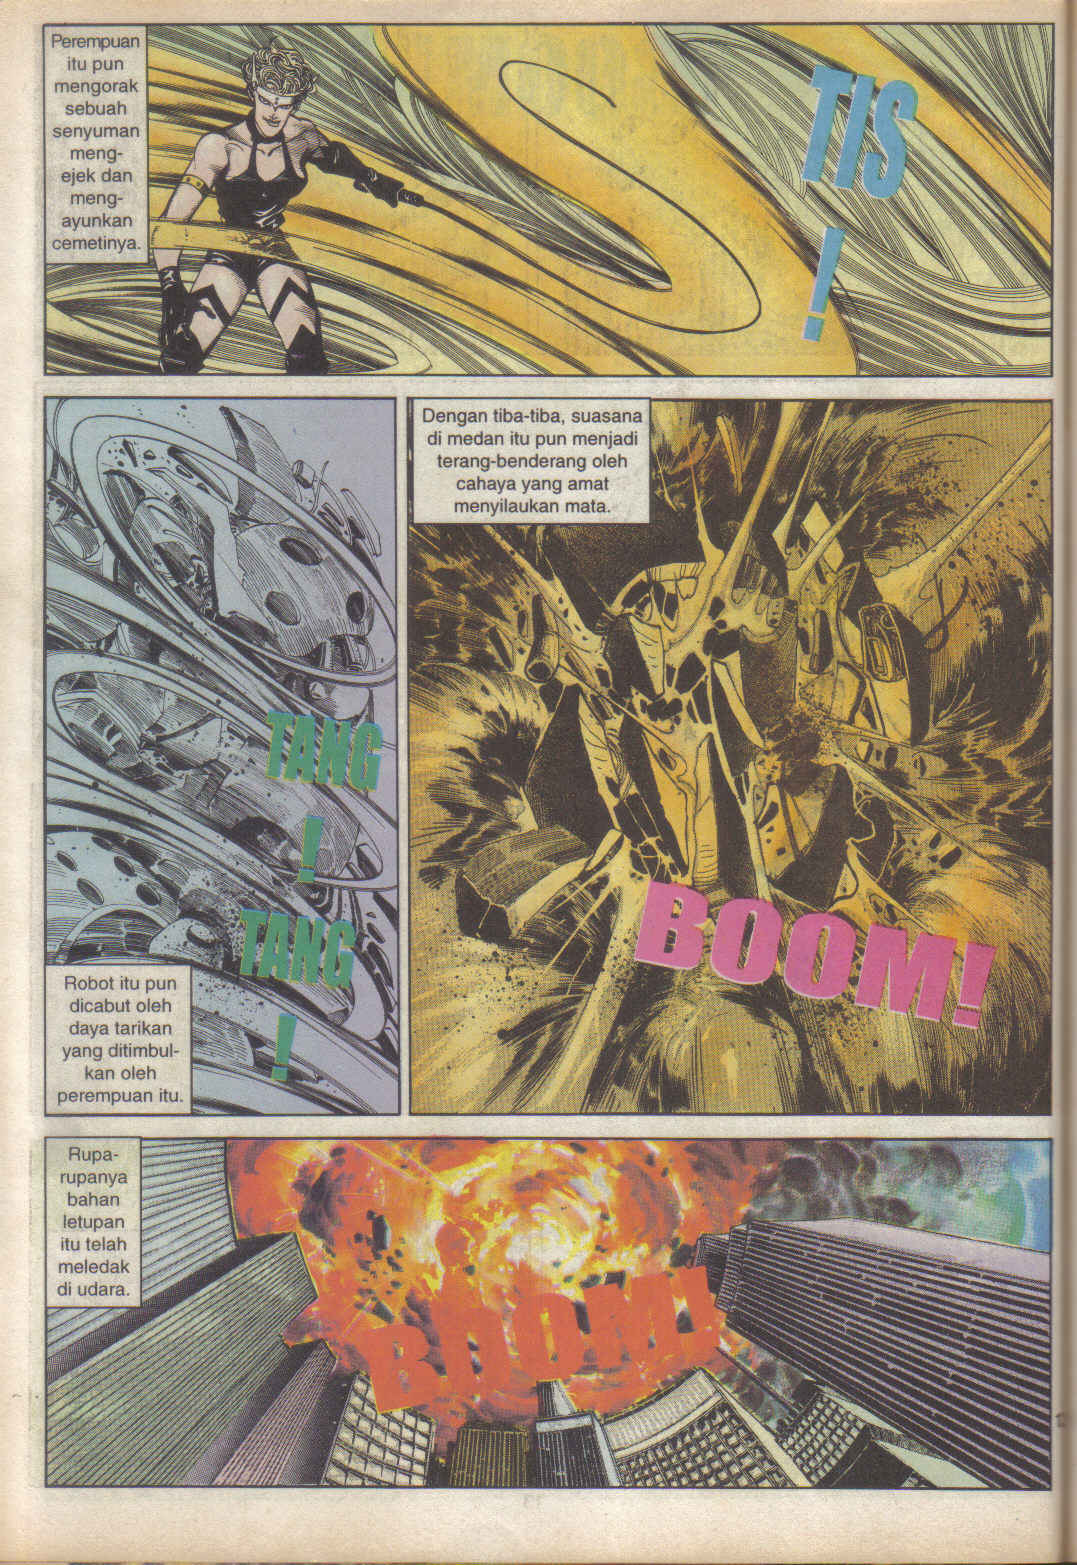 Perempuan
itu pun
mengorak
sebuah
senyuman
meng-
ejek dan
meng-
ayunkan
cemetinya.
TIS
!
TANG
!
TANG
!
Robot itu pun
dicabut oleh
daya tarikan
yang ditimbul-
kan oleh
perempuan itu.
Dengan tiba-tiba, suasana
di medan itu pun menjadi
terang-benderang oleh
cahaya yang amat
menyilaukan mata.
BOOM!
Rupa-
rupanya
bahan
letupan
itu telah
meledak
di udara.